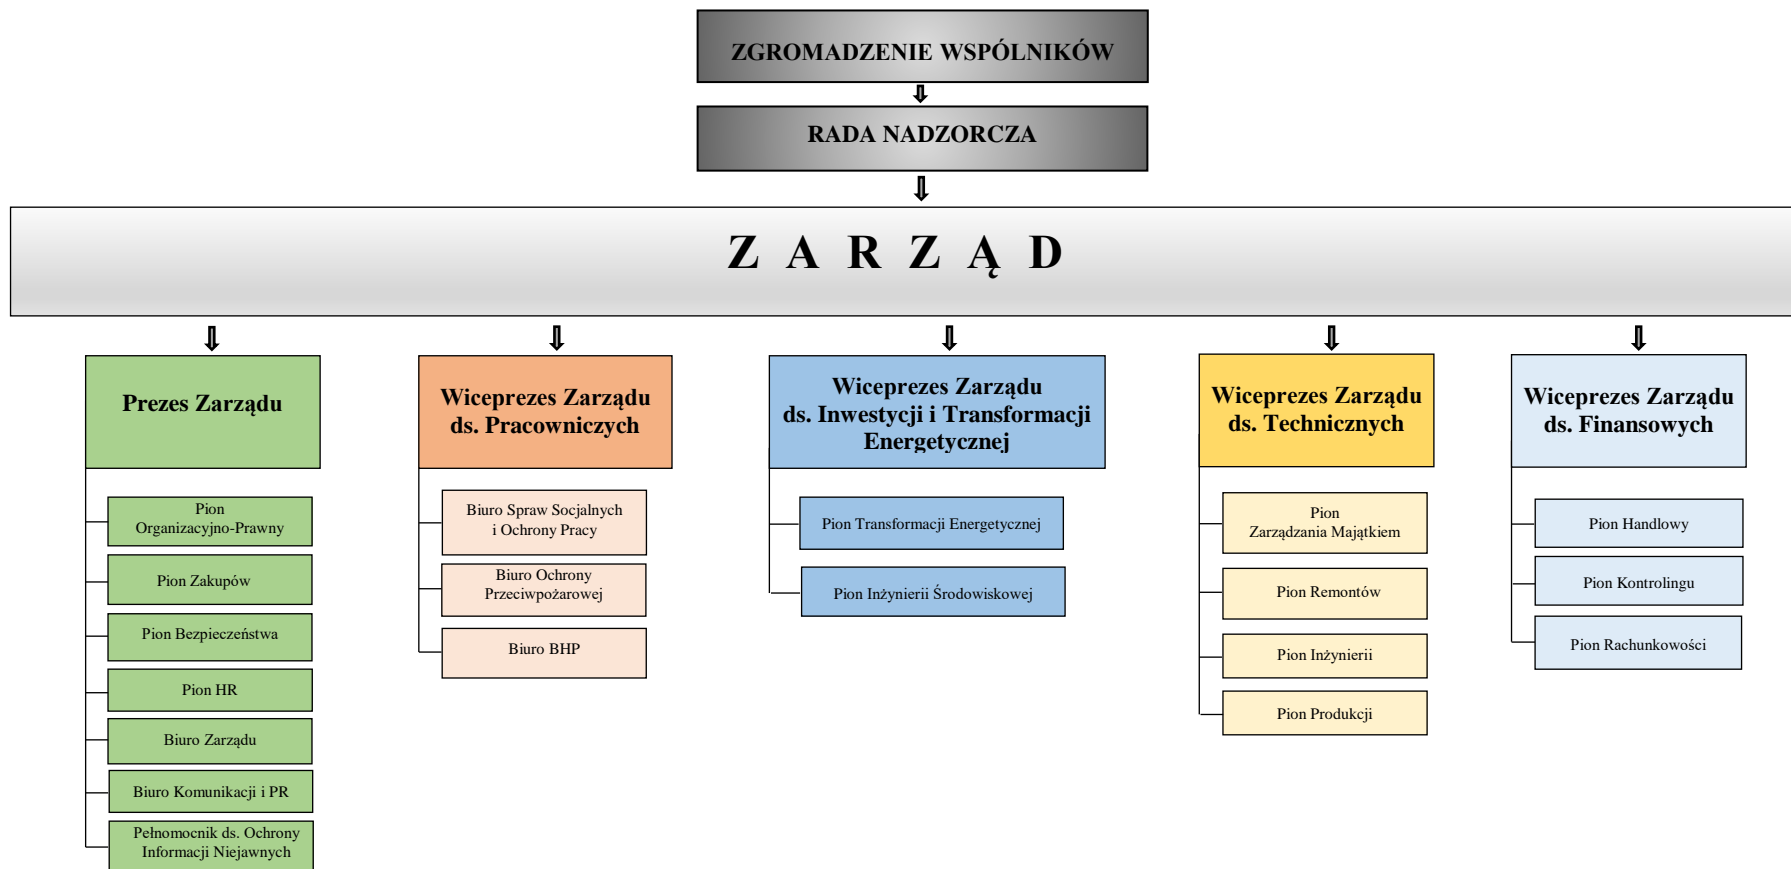 ZGROMADZENIE WSPÓLNIKÓW
RADA NADZORCZA
Z A R Z Ą D
Prezes Zarządu
Pion
Organizacyjno-Prawny
Pion Zakupów
Pion Bezpieczeństwa
Pion HR
Biuro Zarządu
Biuro Komunikacji i PR
Pełnomocnik ds. Ochrony
Informacji Niejawnych
Wiceprezes Zarządu
ds. Pracowniczych
Biuro Spraw Socjalnych
i Ochrony Pracy
Biuro Ochrony
Przeciwpożarowej
Biuro BHP
Wiceprezes Zarządu
ds. Inwestycji i Transformacji
Energetycznej
Pion Transformacji Energetycznej
Pion Inżynierii Środowiskowej
Wiceprezes Zarządu
ds. Technicznych
Pion
Zarządzania Majątkiem
Pion Remontów
Pion Inżynierii
Pion Produkcji
Wiceprezes Zarządu
ds. Finansowych
Pion Handlowy
Pion Kontrolingu
Pion Rachunkowości